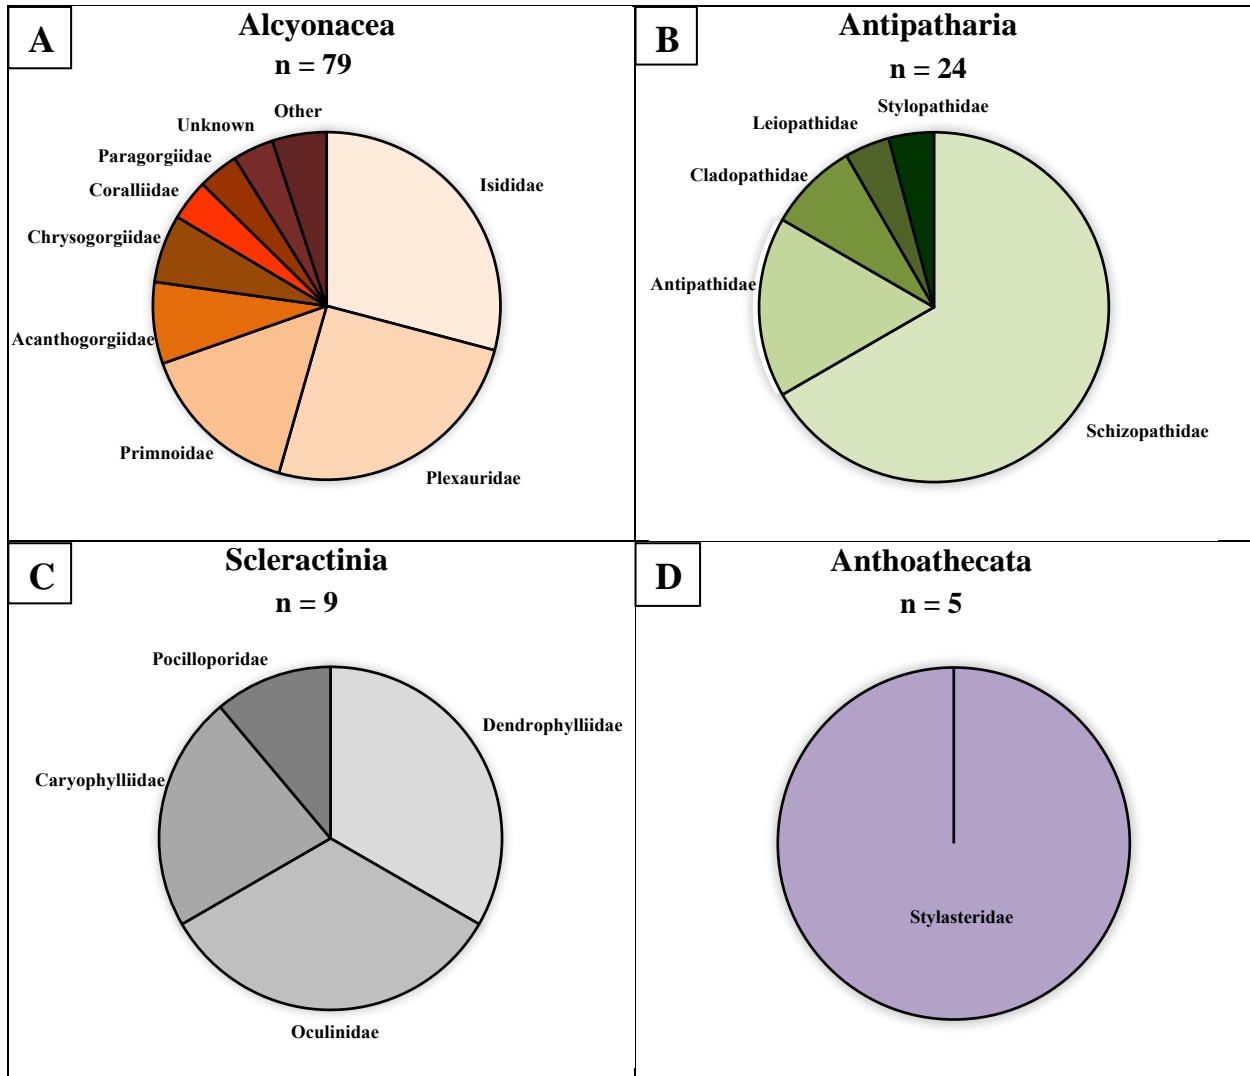 A
Alcyonacea
n = 79
Other
Unknown
Paragorgiidae
Coralliidae
Chrysogorgiidae
Acanthogorgiidae
Primnoidae
Plexauridae
Isididae
B
Antipatharia
n = 24
Stylopathidae
Leiopathidae
Cladopathidae
Antipathidae
Schizopathidae
C
Scleractinia
n = 9
Pocilloporidae
Dendrophylliidae
Caryophylliidae
Oculinidae
D
Anthoathecata
n = 5
Stylasteridae